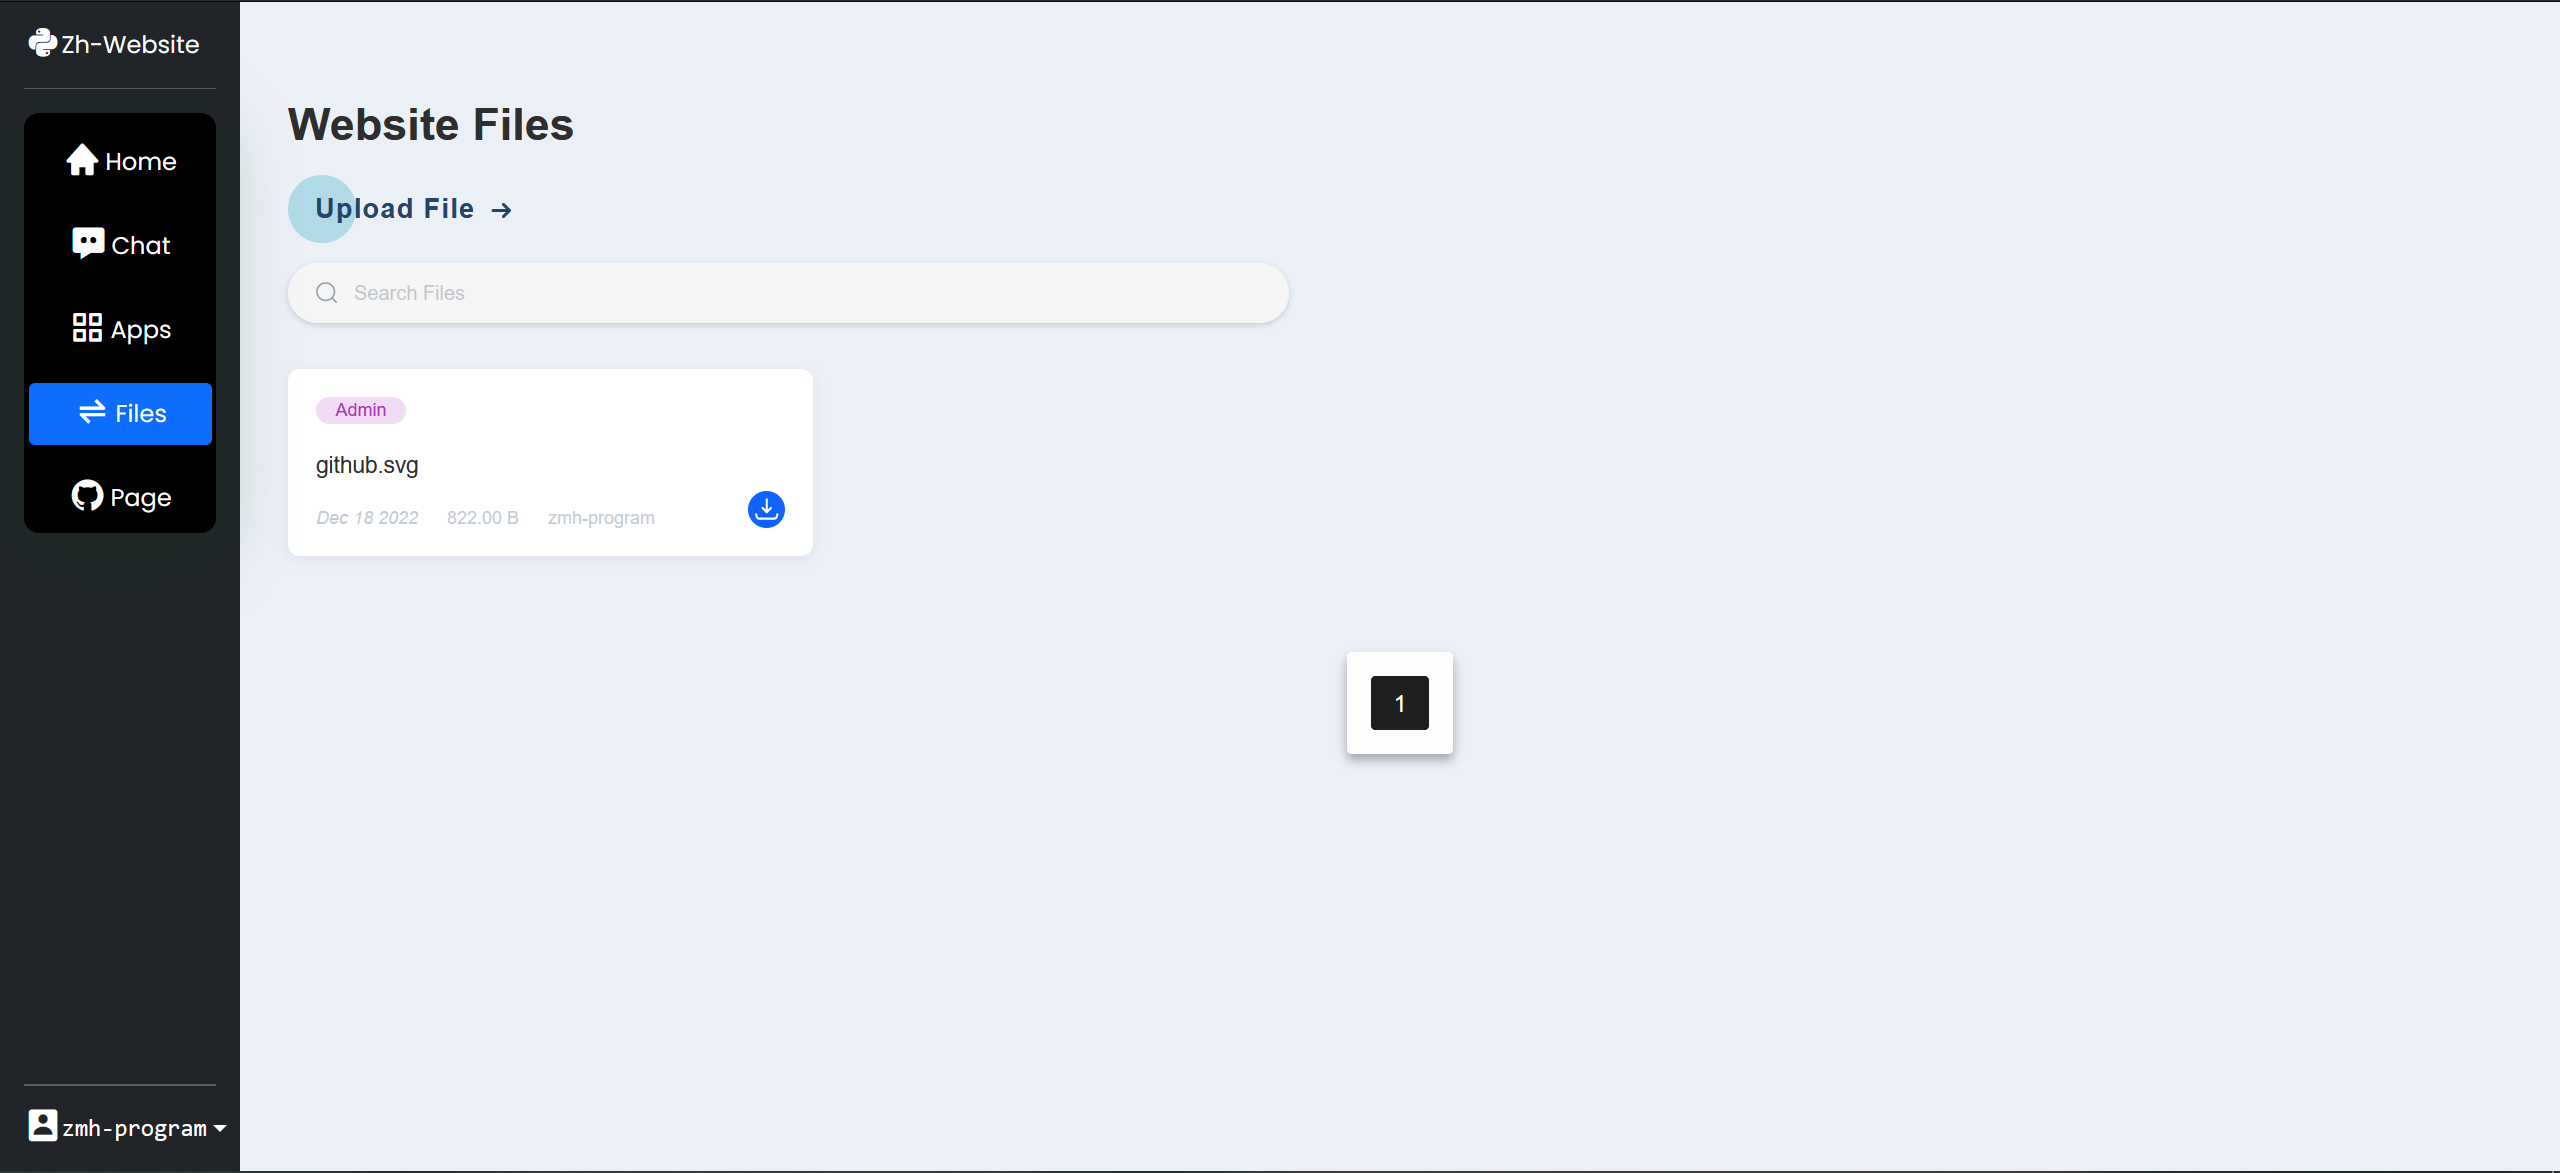 Zh-Website
Home
Chat
Apps
Files
Page
zmh-program
Website Files
Upload File →
Search Files
Admin
github.svg
Dec 18 2022 822.00 B zmh-program
1